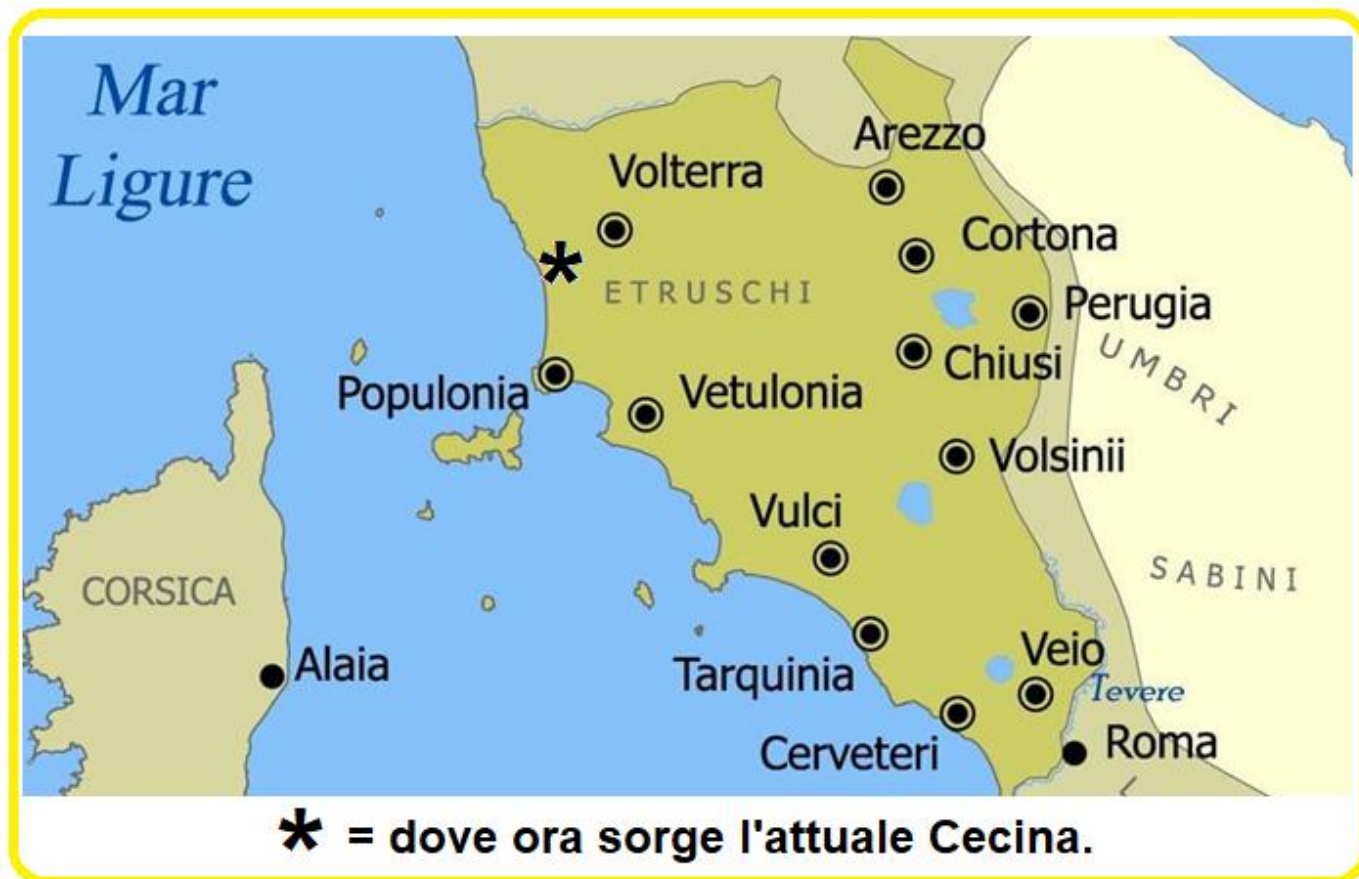 Mar
Ligure
Arezzo
Volterra
Cortona
*
ETRUSCHI
Perugia
Chiusi
UMBRI
Populonia
Vetulonia
Volsinii
Vulci
SABINI
CORSICA
Alaia
Tarquinia
Veio
Tevere
Cerveteri
Roma
* = dove ora sorge l'attuale Cecina.